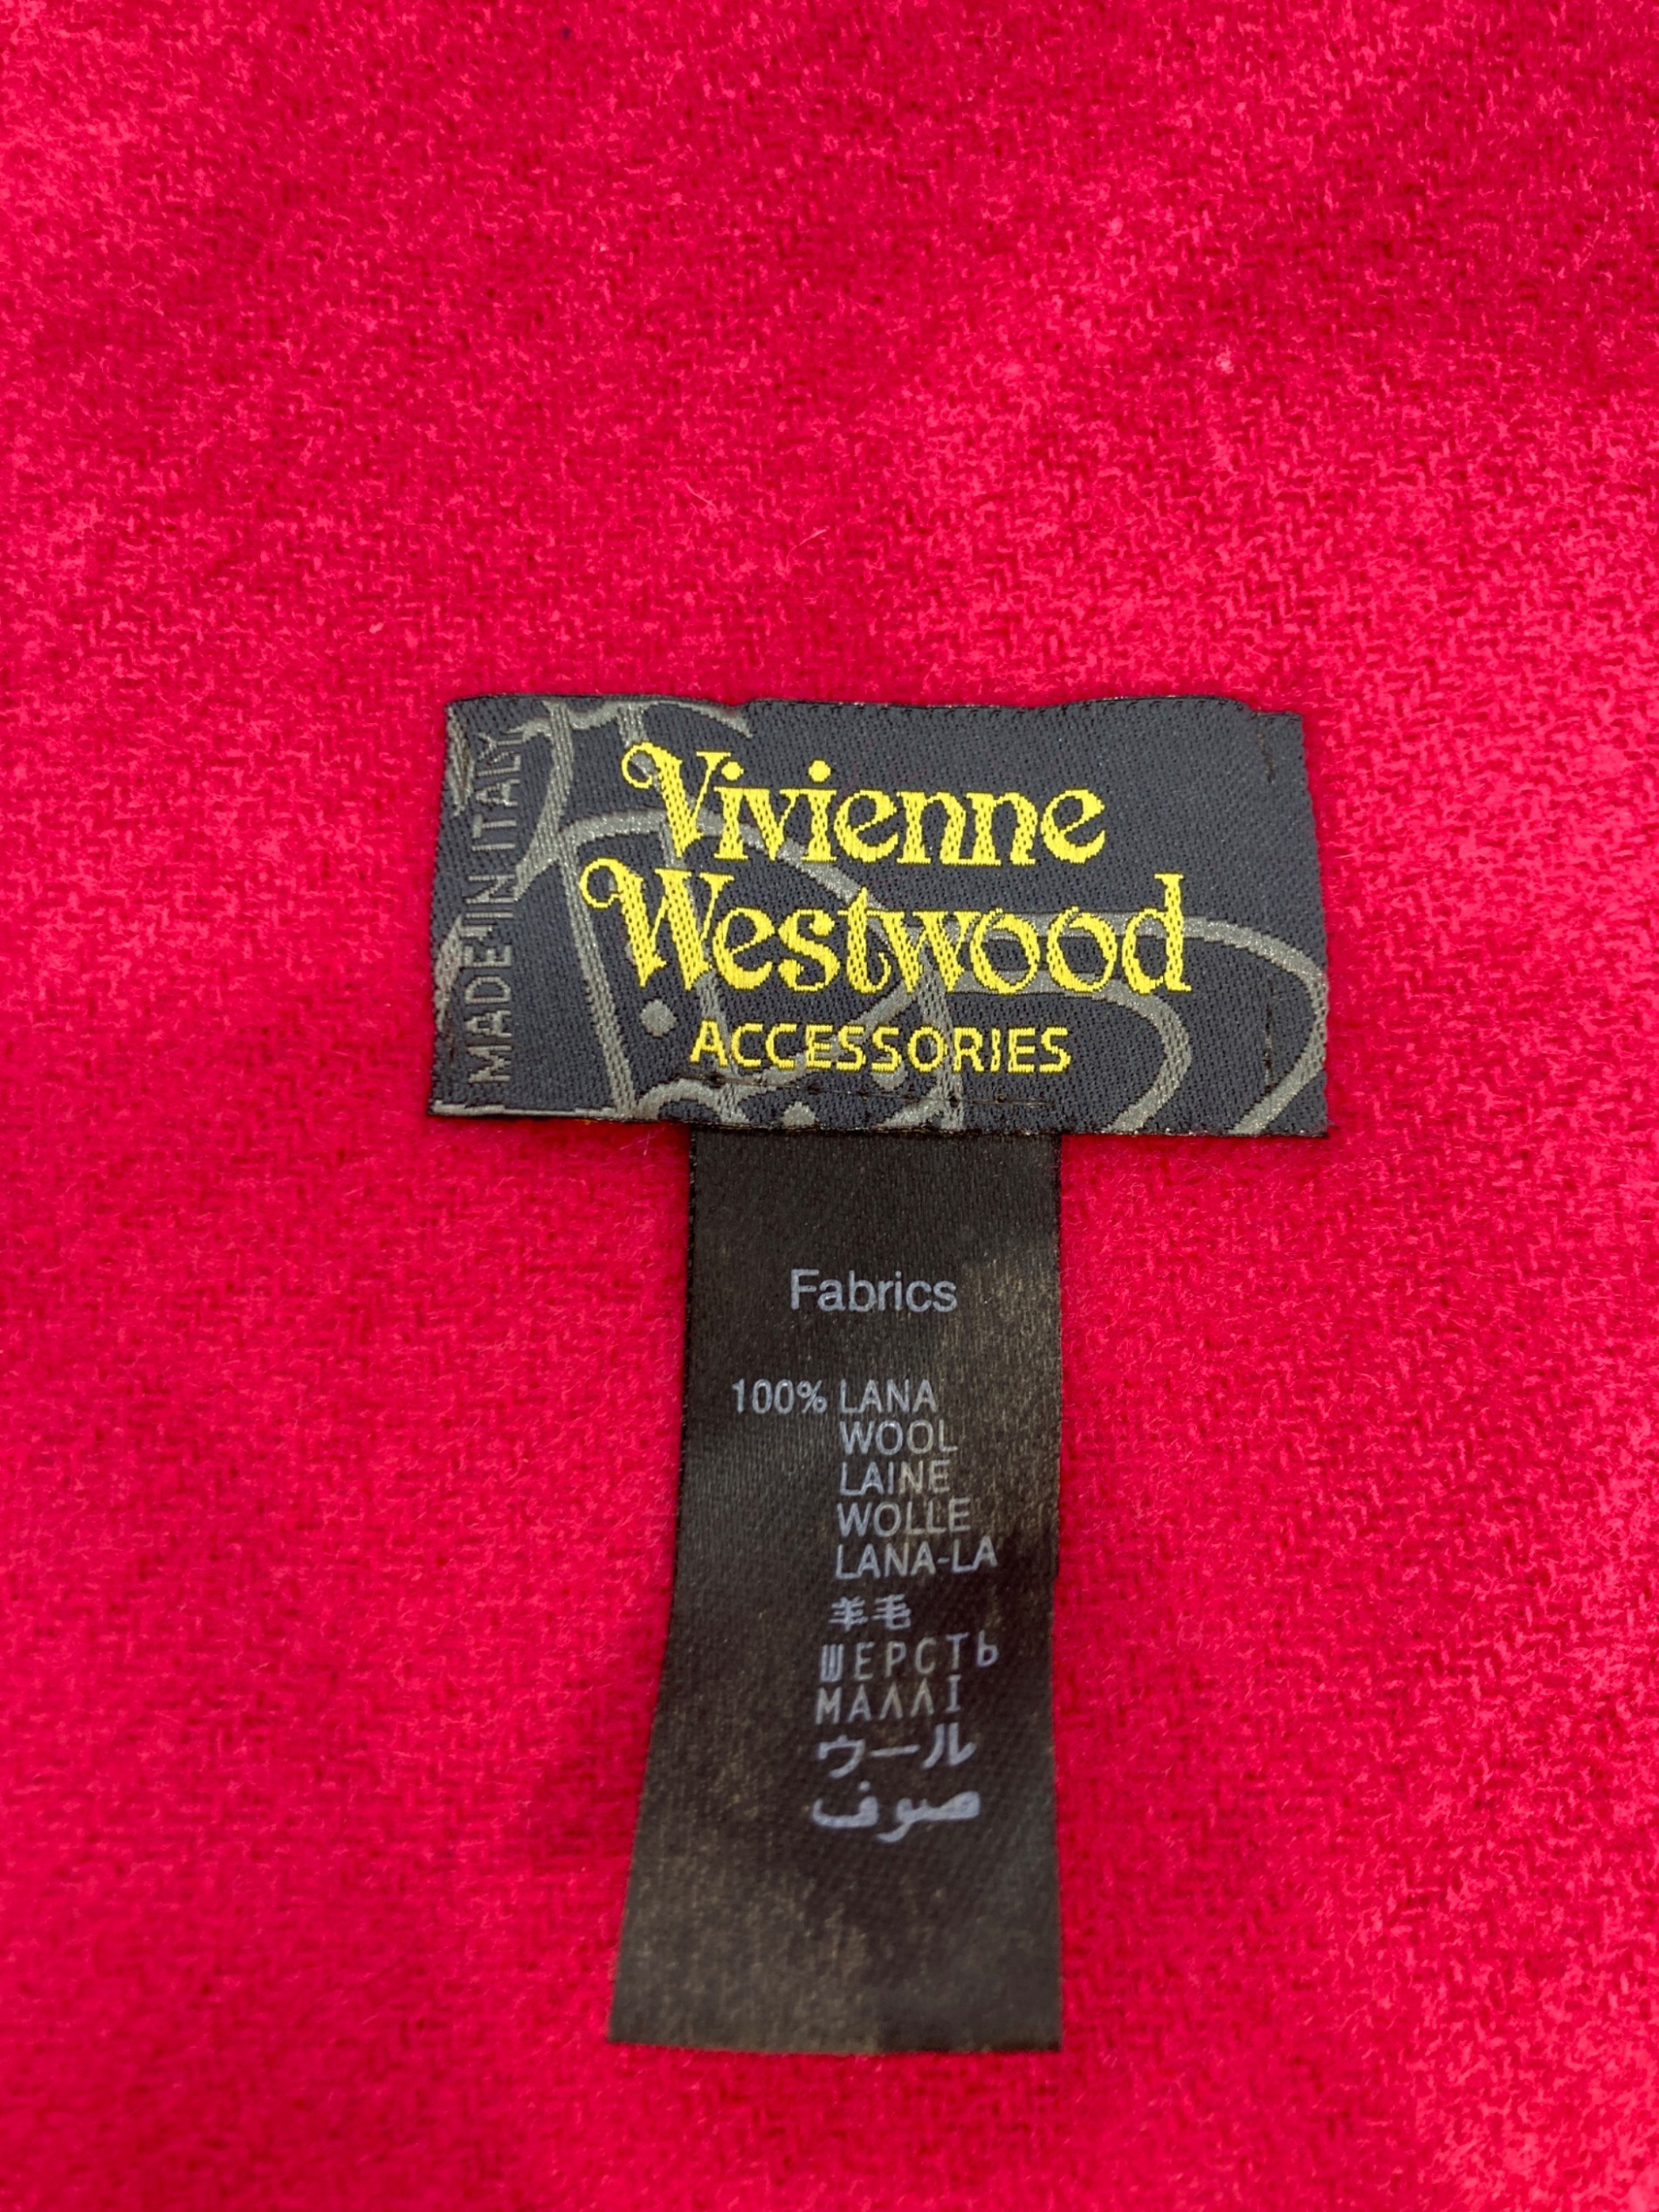 MADE IN ITALY
Vivienne
Westwood
ACCESSORIES
Fabrics
100% LANA
WOOL
LAINE
WOLLE
LANA-LA
羊毛
ШЕРСТЬ
ΜΑΛΛΙ
ウール
صوف